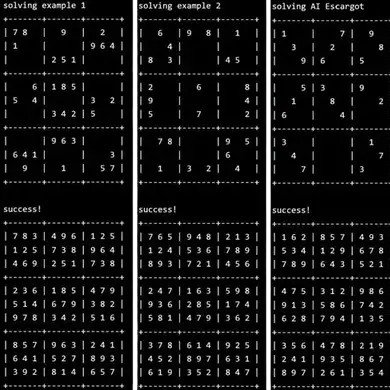 solving example 1
+-------+-------+-------+
| 7 8   |   9   |   2   |
| 1     |       | 9 6 4 |
|       | 2 5 1 |       |
+-------+-------+-------+
|     6 | 1 8 5 |       |
| 5   4 |       | 3   2 |
|       | 3 4 2 | 5     |
+-------+-------+-------+
|       | 9 6 3 |       |
| 6 4 1 |       |     3 |
|   9   |   1   |   5 7 |
+-------+-------+-------+
success!
+-------+-------+-------+
| 7 8 3 | 4 9 6 | 1 2 5 |
| 1 2 5 | 7 3 8 | 9 6 4 |
| 4 6 9 | 2 5 1 | 7 3 8 |
+-------+-------+-------+
| 2 3 6 | 1 8 5 | 4 7 9 |
| 5 1 4 | 6 7 9 | 3 8 2 |
| 9 7 8 | 3 4 2 | 5 1 6 |
+-------+-------+-------+
| 8 5 7 | 9 6 3 | 2 4 1 |
| 6 4 1 | 5 2 7 | 8 9 3 |
| 3 9 2 | 8 1 4 | 6 5 7 |
+-------+-------+-------+
solving example 2
+-------+-------+-------+
|   6   | 9   8 |   1   |
|     4 |       |       |
| 8   3 |       | 4 5   |
+-------+-------+-------+
| 2     |   6   |     8 |
| 9     |       |     4 |
| 5     |   7   |     2 |
+-------+-------+-------+
|   7 8 |       | 9   5 |
|       |       | 6     |
|   1   | 3   2 |   4   |
+-------+-------+-------+
success!
+-------+-------+-------+
| 7 6 5 | 9 4 8 | 2 1 3 |
| 1 2 4 | 5 3 6 | 7 8 9 |
| 8 9 3 | 7 2 1 | 4 5 6 |
+-------+-------+-------+
| 2 4 7 | 1 6 3 | 5 9 8 |
| 9 3 6 | 2 8 5 | 1 7 4 |
| 5 8 1 | 4 7 9 | 3 6 2 |
+-------+-------+-------+
| 3 7 8 | 6 1 4 | 9 2 5 |
| 4 5 2 | 8 9 7 | 6 3 1 |
| 6 1 9 | 3 5 2 | 8 4 7 |
+-------+-------+-------+
solving AI Escargot
+-------+-------+-------+
| 1     |     7 |   9   |
|   3   |   2   |     8 |
|     9 | 6     | 5     |
+-------+-------+-------+
|     5 | 3     | 9     |
|   1   |   8   |     2 |
| 6     |     4 |       |
+-------+-------+-------+
| 3     |       |   1   |
|   4   |       |     7 |
|     7 |       | 3     |
+-------+-------+-------+
success!
+-------+-------+-------+
| 1 6 2 | 8 5 7 | 4 9 3 |
| 5 3 4 | 1 2 9 | 6 7 8 |
| 7 8 9 | 6 4 3 | 5 2 1 |
+-------+-------+-------+
| 4 7 5 | 3 1 2 | 9 8 6 |
| 9 1 3 | 5 8 6 | 7 4 2 |
| 6 2 8 | 7 9 4 | 1 3 5 |
+-------+-------+-------+
| 3 5 6 | 4 7 8 | 2 1 9 |
| 2 4 1 | 9 3 5 | 8 6 7 |
| 8 9 7 | 2 6 1 | 3 5 4 |
+-------+-------+-------+